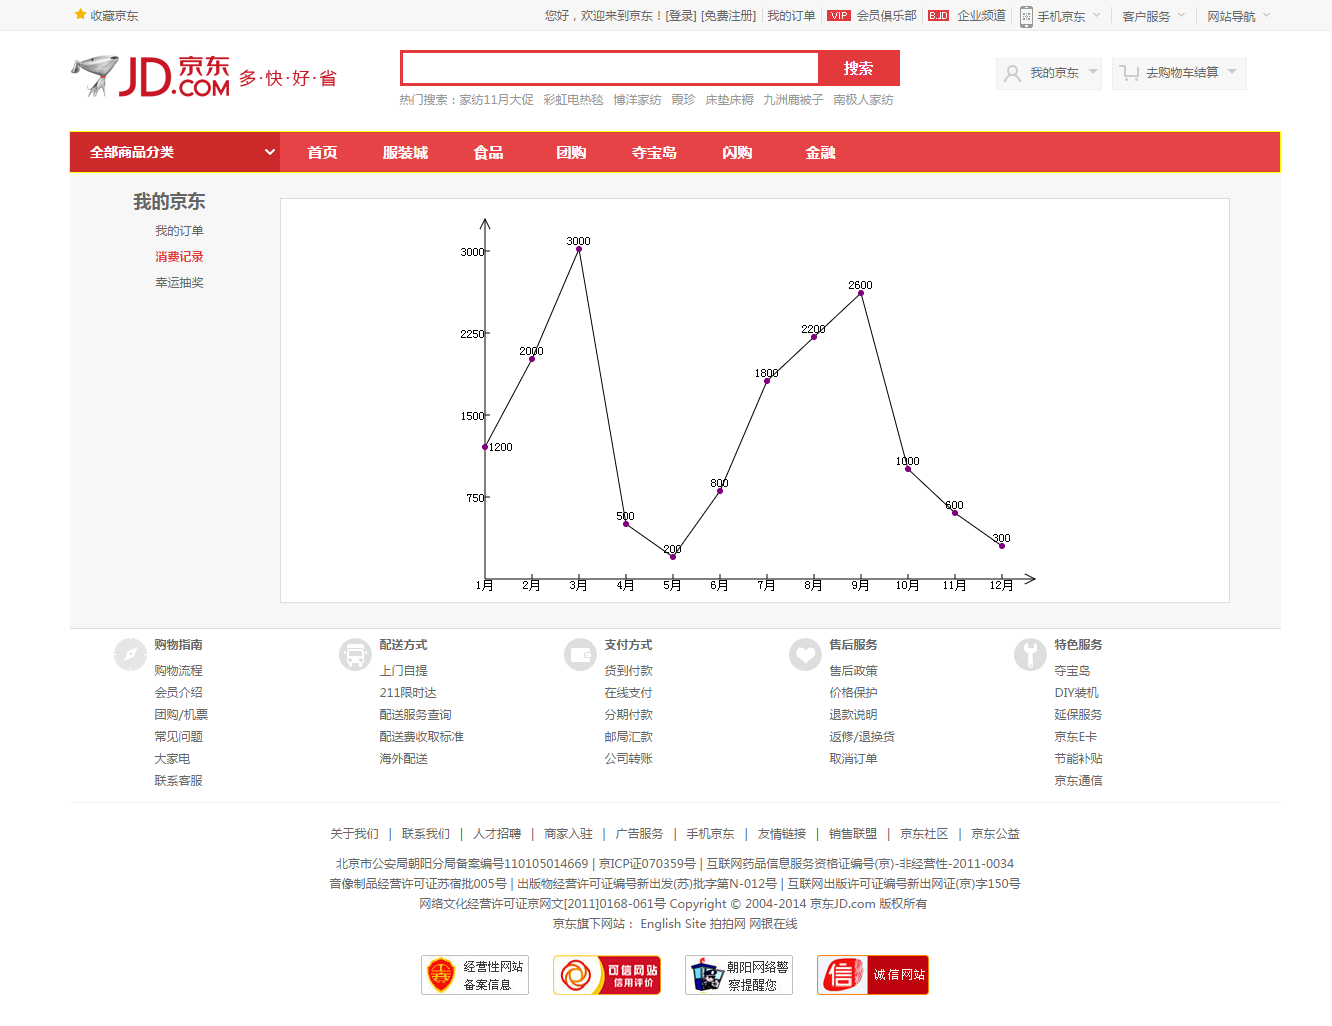 收藏京东
您好，欢迎来到京东！[登录] [免费注册] 我的订单 VIP 会员俱乐部 B.JD 企业频道 手机京东 客户服务 网站导航
JD.COM 京东 多·快·好·省
搜索
我的京东 去购物车结算
热门搜索：家纺11月大促 彩虹电热毯 博洋家纺 霞珍 床垫床褥 九洲鹿被子 南极人家纺
全部商品分类 首页 服装城 食品 团购 夺宝岛 闪购 金融
我的京东
我的订单
消费记录
幸运抽奖
3000
2250
1500
750
1200
2000
3000
500
200
800
1800
2200
2600
1000
600
300
1月 2月 3月 4月 5月 6月 7月 8月 9月 10月 11月 12月
购物指南
购物流程
会员介绍
团购/机票
常见问题
大家电
联系客服
配送方式
上门自提
211限时达
配送服务查询
配送费收取标准
海外配送
支付方式
货到付款
在线支付
分期付款
邮局汇款
公司转账
售后服务
售后政策
价格保护
退款说明
返修/退换货
取消订单
特色服务
夺宝岛
DIY装机
延保服务
京东E卡
节能补贴
京东通信
关于我们 | 联系我们 | 人才招聘 | 商家入驻 | 广告服务 | 手机京东 | 友情链接 | 销售联盟 | 京东社区 | 京东公益
北京市公安局朝阳分局备案编号110105014669 | 京ICP证070359号 | 互联网药品信息服务资格证编号(京)-非经营性-2011-0034
音像制品经营许可证苏宿批005号 | 出版物经营许可证编号新出发(苏)批字第N-012号 | 互联网出版许可证编号新出网证(京)字150号
网络文化经营许可证京网文[2011]0168-061号 Copyright © 2004-2014 京东JD.com 版权所有
京东旗下网站： English Site 拍拍网 网银在线
经营性网站
备案信息
可信网站
信用评价
朝阳网络警
察提醒您
信 诚信网站